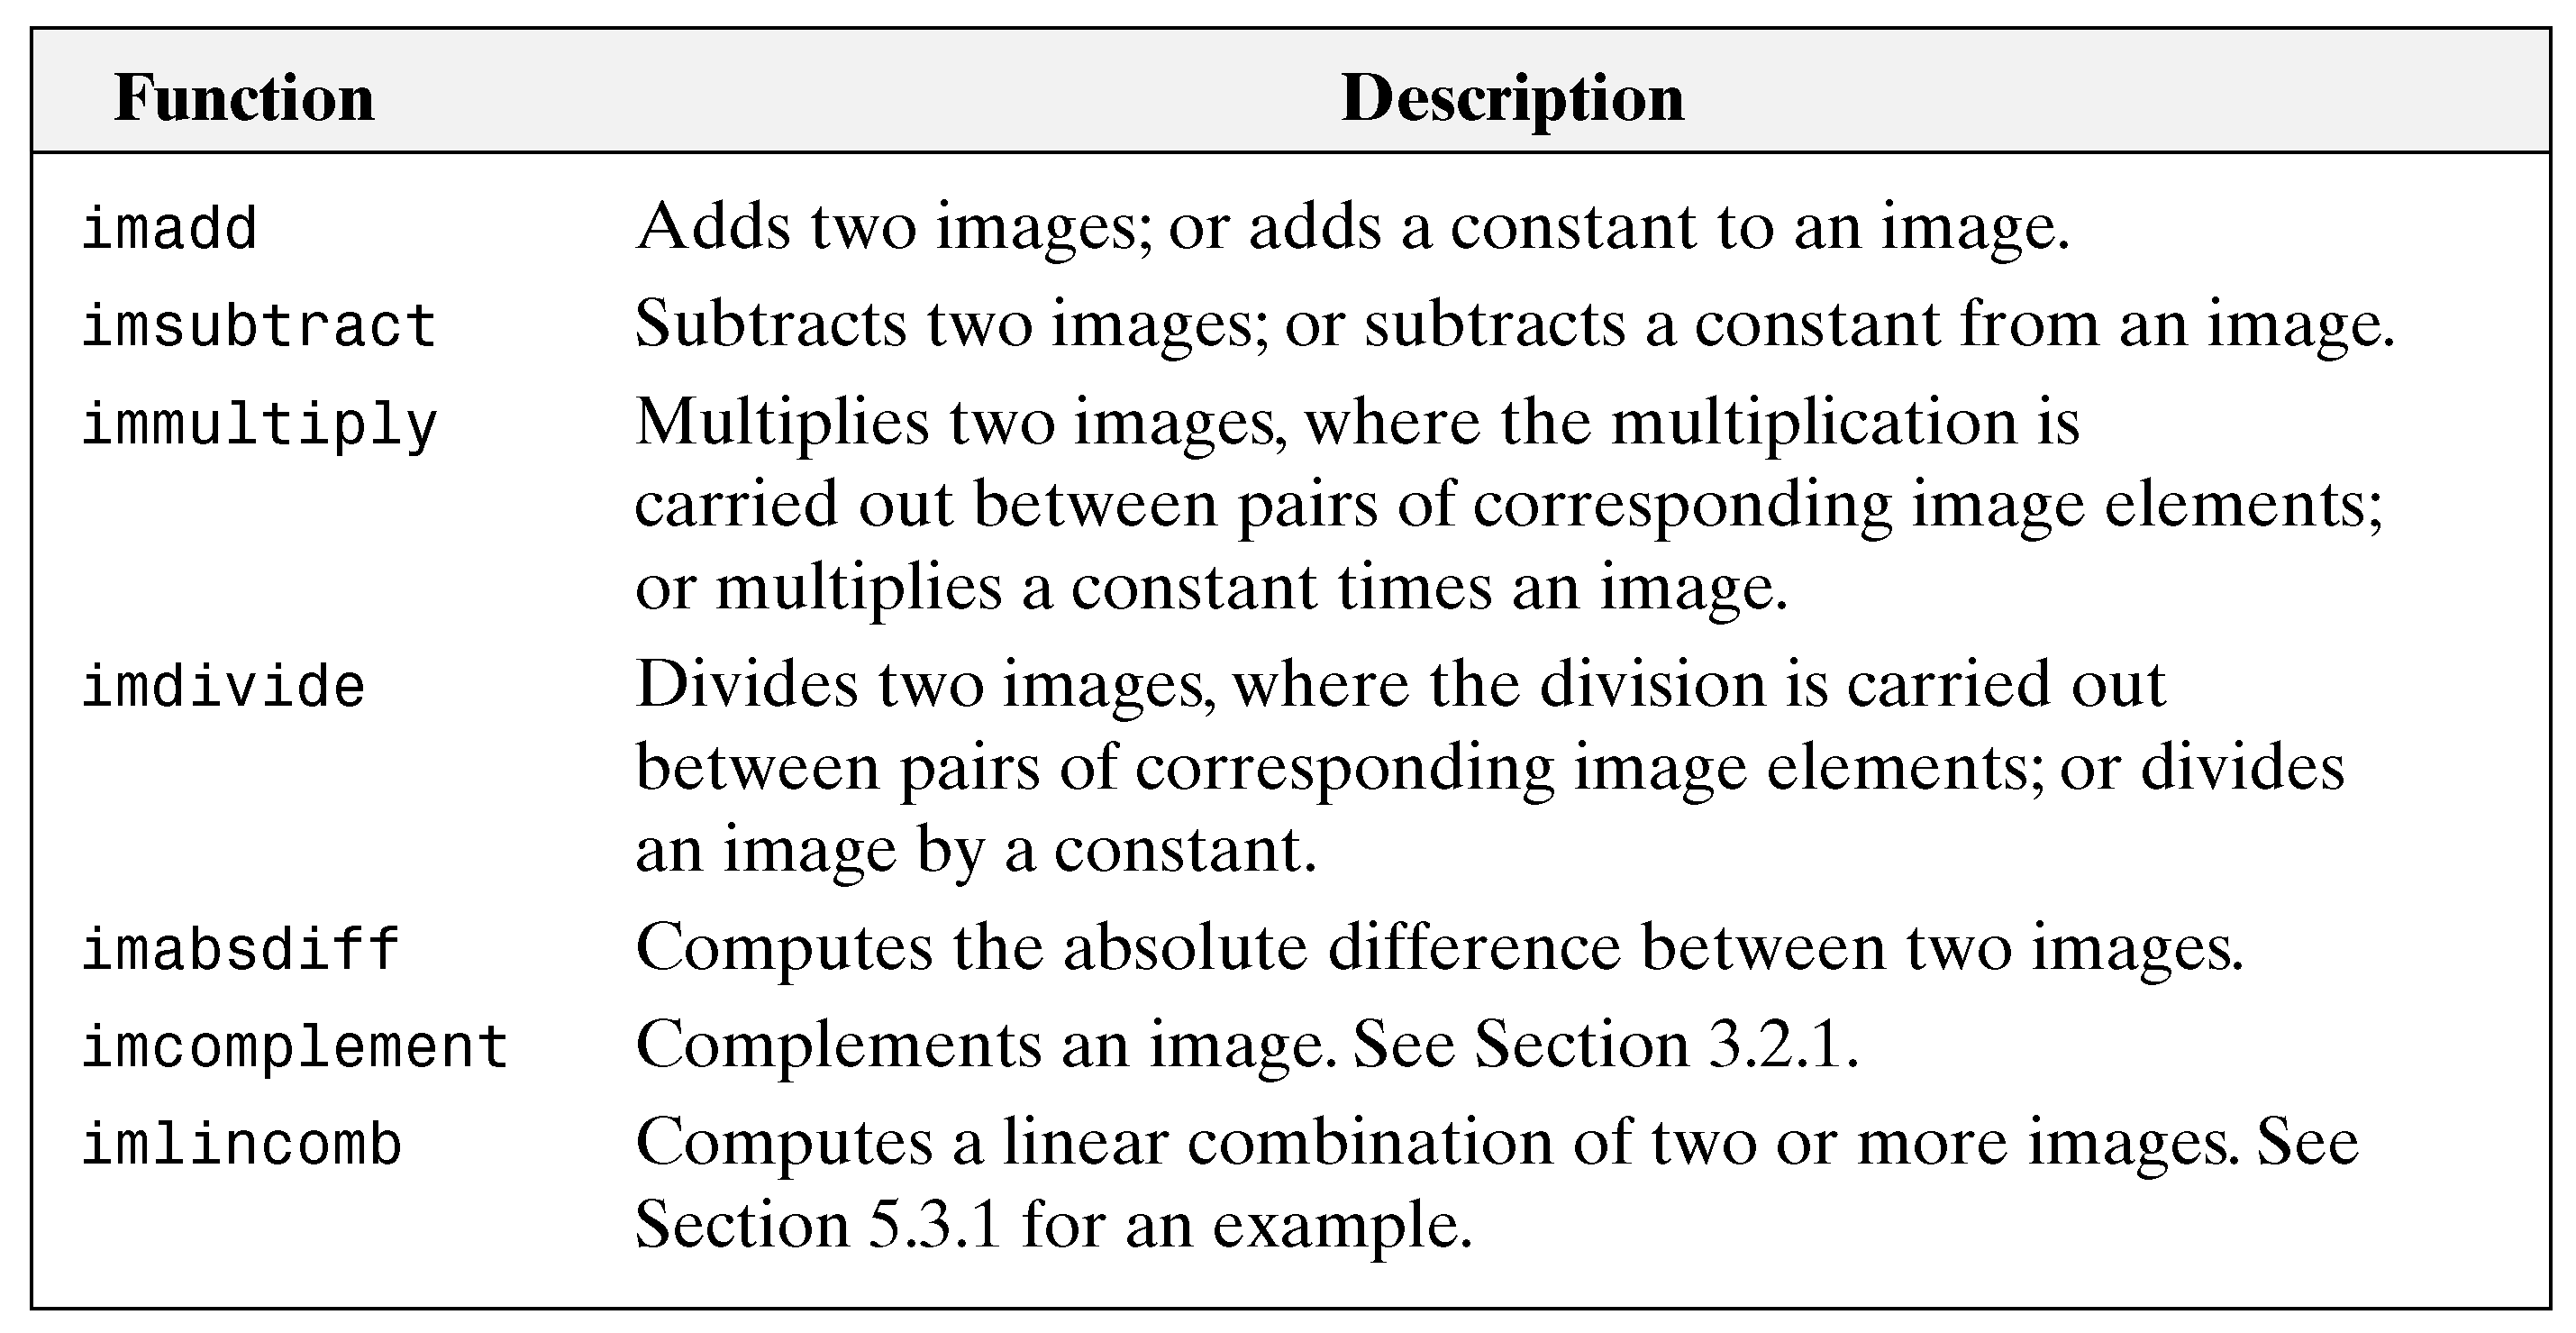 Function Description
imadd Adds two images; or adds a constant to an image.
imsubtract Subtracts two images; or subtracts a constant from an image.
immultiply Multiplies two images, where the multiplication is
carried out between pairs of corresponding image elements;
or multiplies a constant times an image.
imdivide Divides two images, where the division is carried out
between pairs of corresponding image elements; or divides
an image by a constant.
imabsdiff Computes the absolute difference between two images.
imcomplement Complements an image. See Section 3.2.1.
imlincomb Computes a linear combination of two or more images. See
Section 5.3.1 for an example.